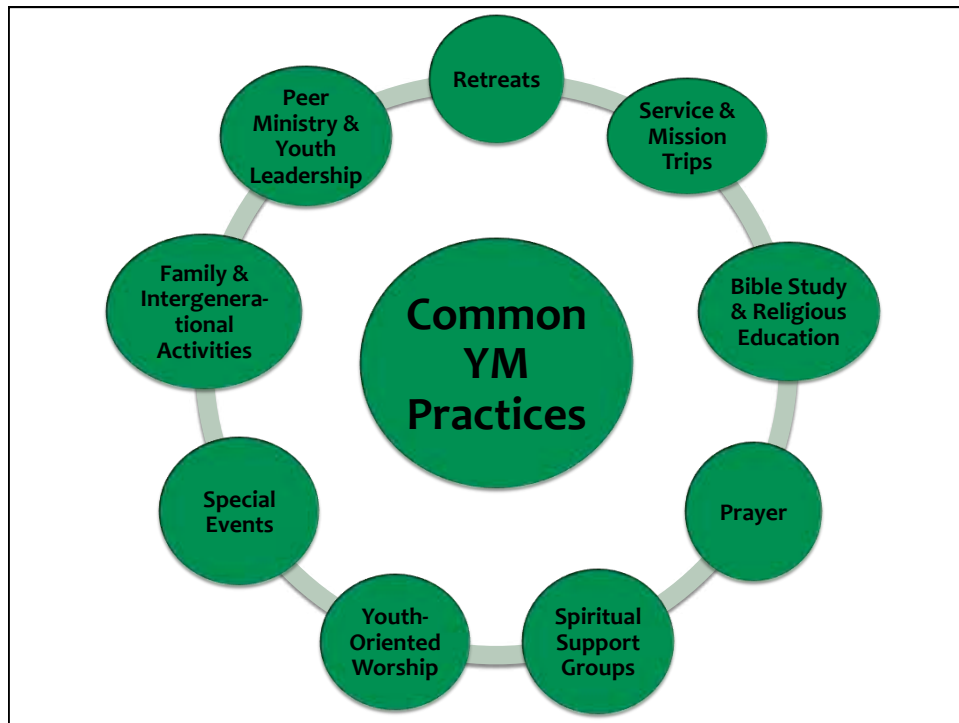 Retreats
Service &
Mission
Trips
Bible Study
& Religious
Education
Prayer
Spiritual
Support
Groups
Youth-
Oriented
Worship
Special
Events
Family &
Intergenera-
tional
Activities
Peer
Ministry &
Youth
Leadership
Common
YM
Practices